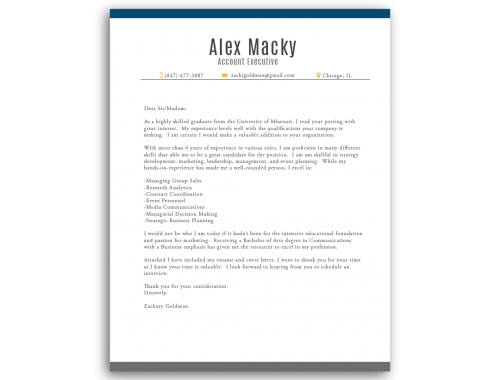 Alex Macky
Account Executive
(847) 477-3887 zachjgoldman@gmail.com Chicago, IL
Dear Sir/Madam:
As a highly skilled graduate from the University of Missouri, I read your posting with
great interest. My experience levels well with the qualifications your company is
seeking. I am certain I would make a valuable addition to your organization.
With more than 6 years of experience in various roles, I am proficient in many different
skills that able me to be a great candidate for the position. I am an skillful in strategy
development, marketing, leadership, management, and event planning. While my
hands-on-experience has made me a well-rounded person; I excel in:
-Managing Group Sales
-Research Analytics
-Contract Coordination
-Event Personnel
-Media Communications
-Managerial Decision Making
-Strategic Business Planning
I would not be who I am today if it hadn't been for the intensive educational foundation
and passion for marketing. Receiving a Bachelor of Arts degree in Communications
with a Business emphasis has given me the resources to excel in my profession.
Attached I have included my resume and cover letter. I want to thank you for your time
as I know your time is valuable. I look forward to hearing from you to schedule an
interview.
Thank you for your consideration.
Sincerely,
Zachary Goldman